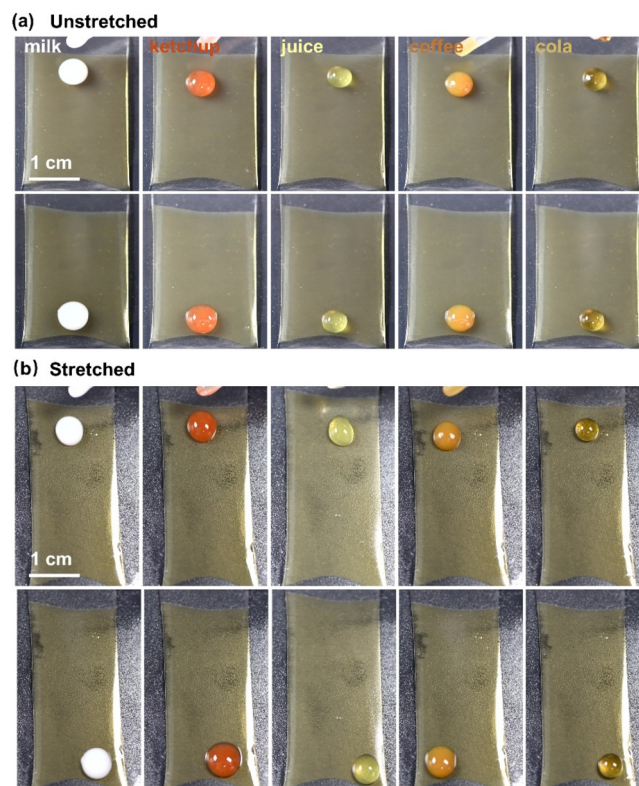 (a) Unstretched
milk ketchup juice coffee cola
1 cm
(b) Stretched
1 cm